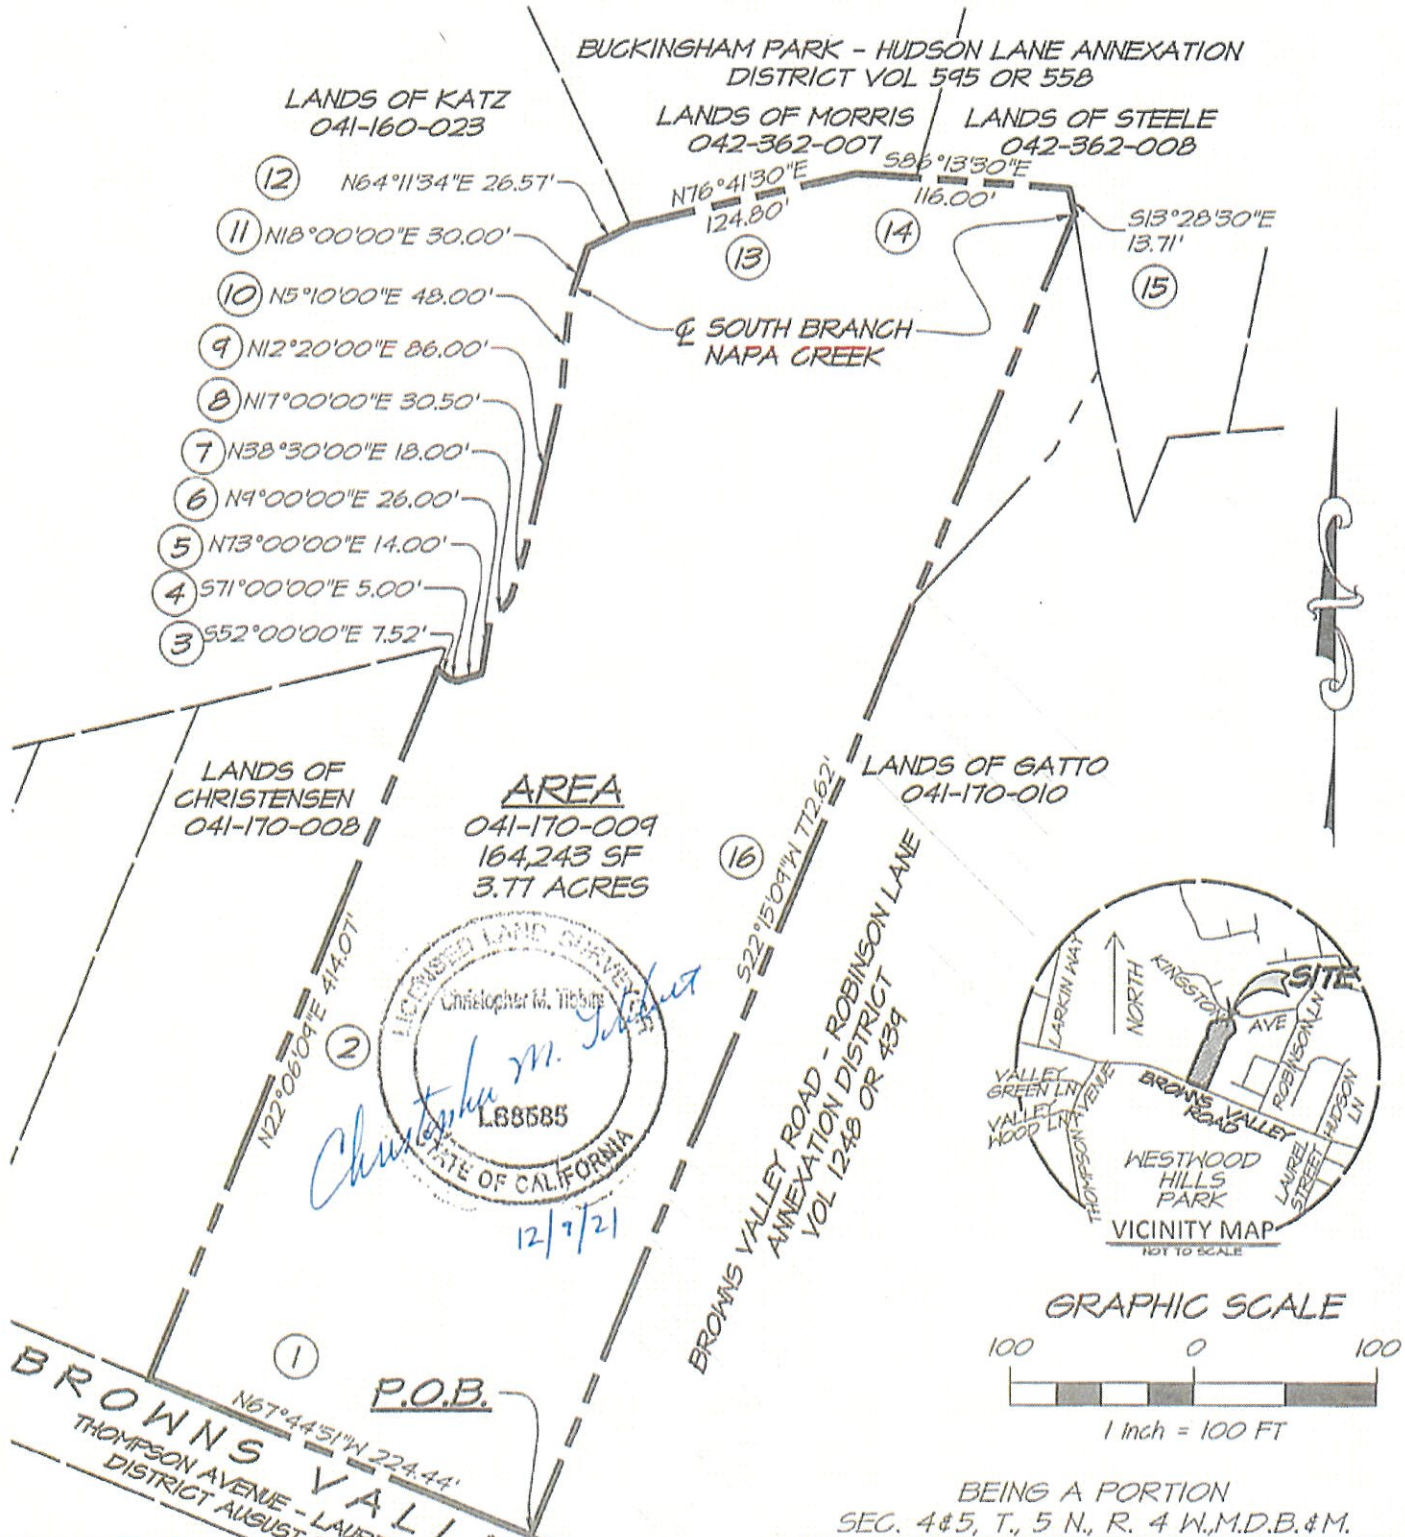 BUCKINGHAM PARK - HUDSON LANE ANNEXATION
DISTRICT VOL 595 OR 558
LANDS OF KATZ
041-160-023
LANDS OF MORRIS
042-362-007
LANDS OF STEELE
042-362-008
12 N64°11'34"E 26.57'
N76°41'30"E
124.80'
13
S86°13'30"E
116.00'
14
S13°28'30"E
13.71'
15
11 N18°00'00"E 30.00'
10 N5°10'00"E 48.00'
9 N12°20'00"E 86.00'
8 N17°00'00"E 30.50'
7 N38°30'00"E 18.00'
6 N9°00'00"E 26.00'
5 N73°00'00"E 14.00'
4 S71°00'00"E 5.00'
3 S52°00'00"E 7.52'
℄ SOUTH BRANCH
NAPA CREEK
LANDS OF
CHRISTENSEN
041-170-008
AREA
041-170-009
164,243 SF
3.77 ACRES
LANDS OF GATTO
041-170-010
16
S22°15'09"W 772.62'
BROWNS VALLEY ROAD - ROBINSON LANE
ANNEXATION DISTRICT
VOL 1248 OR 439
N22°06'09"E 414.07'
2
LICENSED LAND SURVEYOR
Christopher M. Tibbits
Christopher M. Tibbits
LS8585
STATE OF CALIFORNIA
12/9/21
1
N67°44'51"W 224.44'
P.O.B.
BROWNS VALL
THOMPSON AVENUE - LAUR
DISTRICT AUGUST
LARKIN WAY
NORTH
KINGSTON
AVE
SITE
ROBINSON LN
HUDSON
LN
VALLEY
GREEN LN
VALLEY
WOOD LN
THOMPSON AVENUE
BROWNS VALLEY
ROAD
LAUREL
STREET
WESTWOOD
HILLS
PARK
VICINITY MAP
NOT TO SCALE
GRAPHIC SCALE
100 0 100
1 Inch = 100 FT
BEING A PORTION
SEC. 4&5, T., 5 N., R. 4 W.M.D.B.&M.